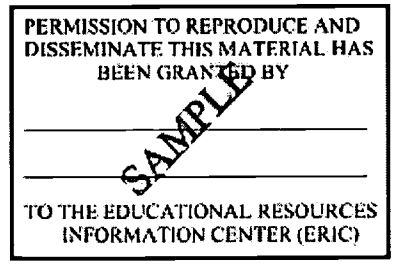 PERMISSION TO REPRODUCE AND
DISSEMINATE THIS MATERIAL HAS
BEEN GRANTED BY
SAMPLE
TO THE EDUCATIONAL RESOURCES
INFORMATION CENTER (ERIC)